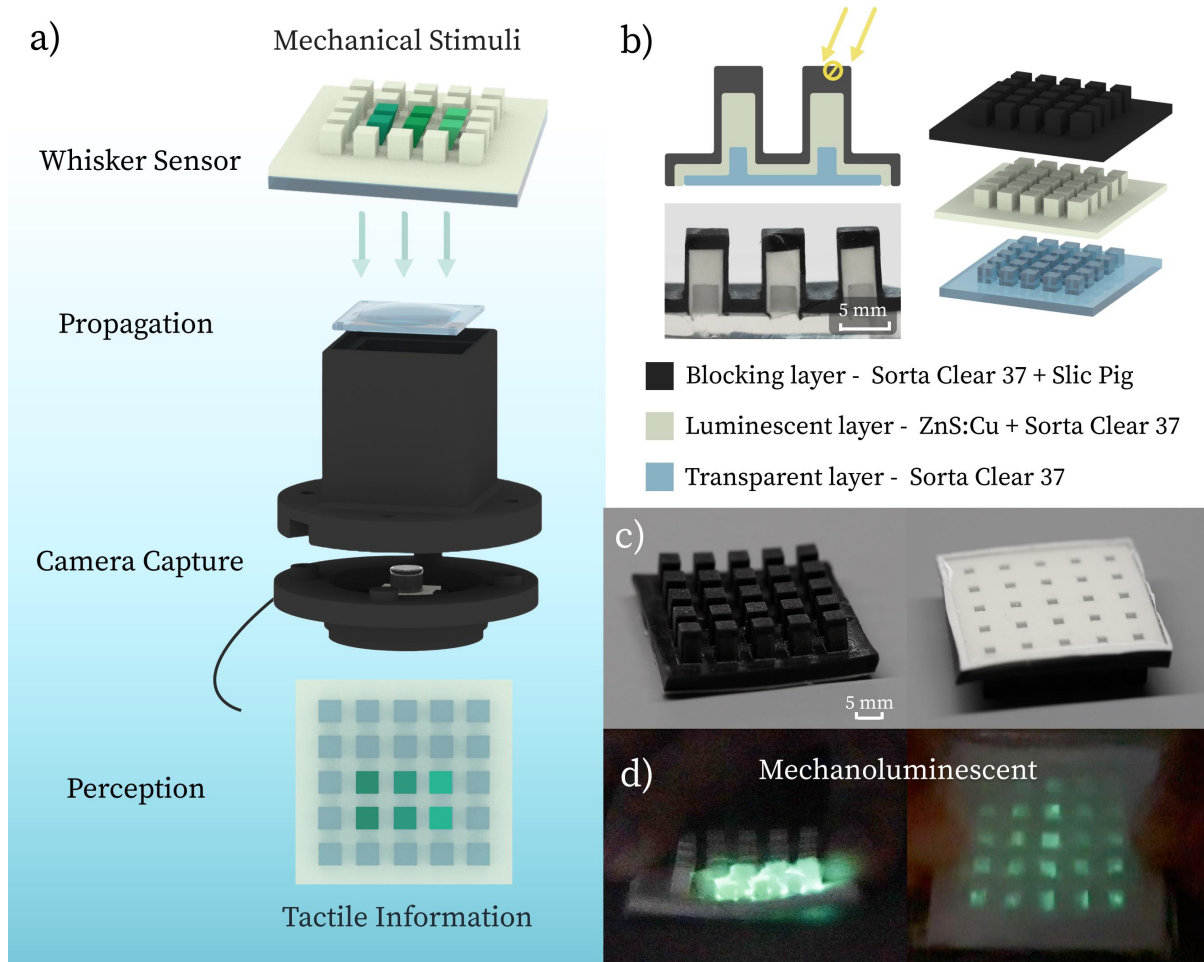 a)
Mechanical Stimuli
Whisker Sensor
Propagation
Camera Capture
Perception
Tactile Information
b)
5 mm
Blocking layer - Sorta Clear 37 + Slic Pig
Luminescent layer - ZnS:Cu + Sorta Clear 37
Transparent layer - Sorta Clear 37
c)
5 mm
d)
Mechanoluminescent